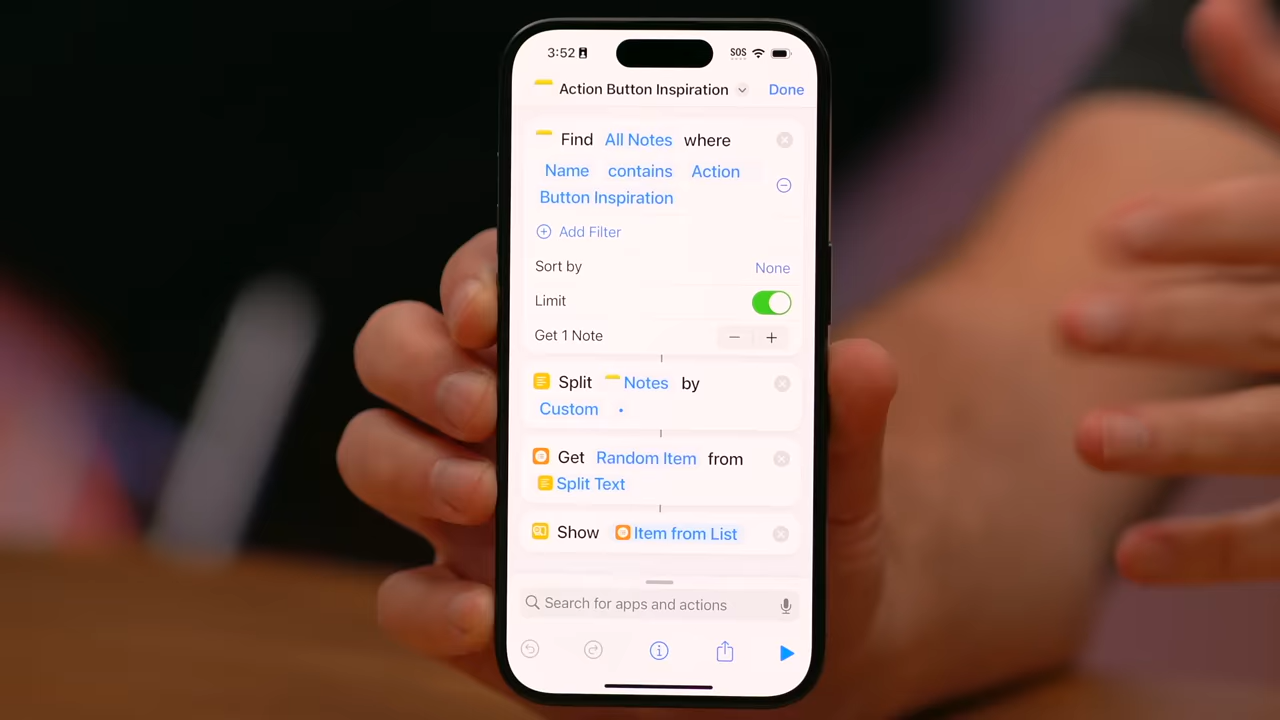 3:52
SOS
Action Button Inspiration
Done
Find All Notes where
Name contains Action
Button Inspiration
Add Filter
Sort by None
Limit
Get 1 Note
Split Notes by
Custom •
Get Random Item from
Split Text
Show Item from List
Search for apps and actions